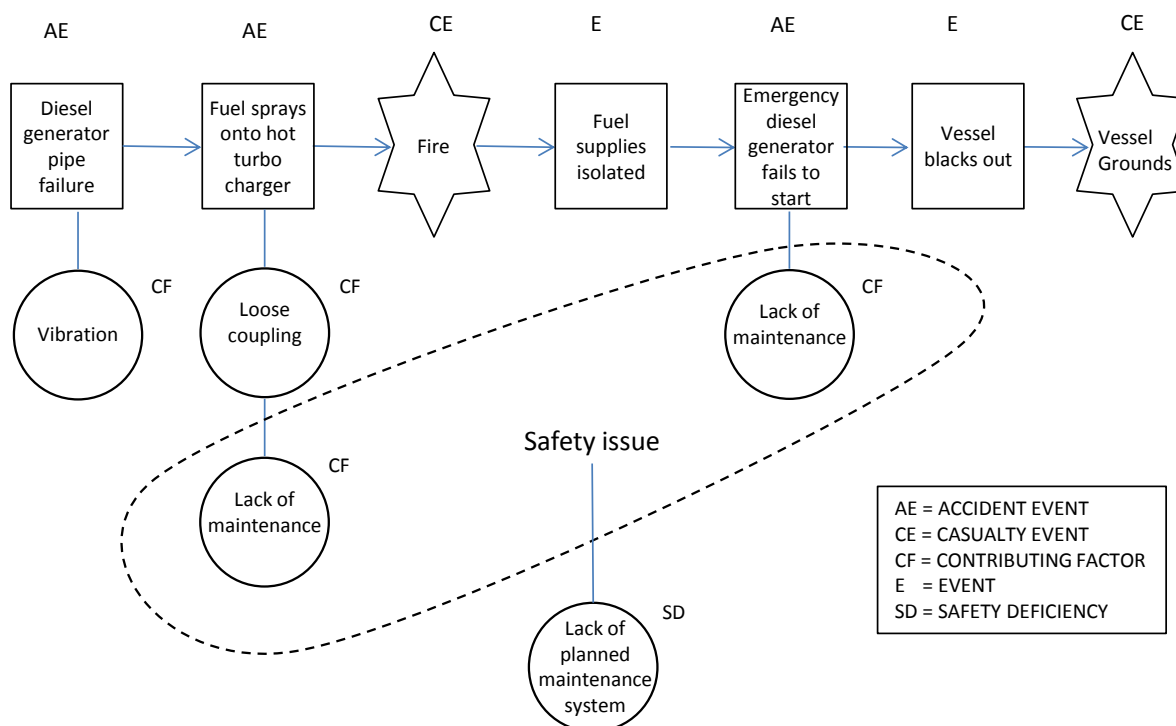 AE
AE
CE
E
AE
E
CE
Diesel
generator
pipe
failure
Fuel sprays
onto hot
turbo
charger
Fire
Fuel
supplies
isolated
Emergency
diesel
generator
fails to
start
Vessel
blacks out
Vessel
Grounds
CF
Vibration
CF
Loose
coupling
CF
Lack of
maintenance
CF
Lack of
maintenance
Safety issue
SD
Lack of
planned
maintenance
system
AE = ACCIDENT EVENT
CE = CASUALTY EVENT
CF = CONTRIBUTING FACTOR
E = EVENT
SD = SAFETY DEFICIENCY